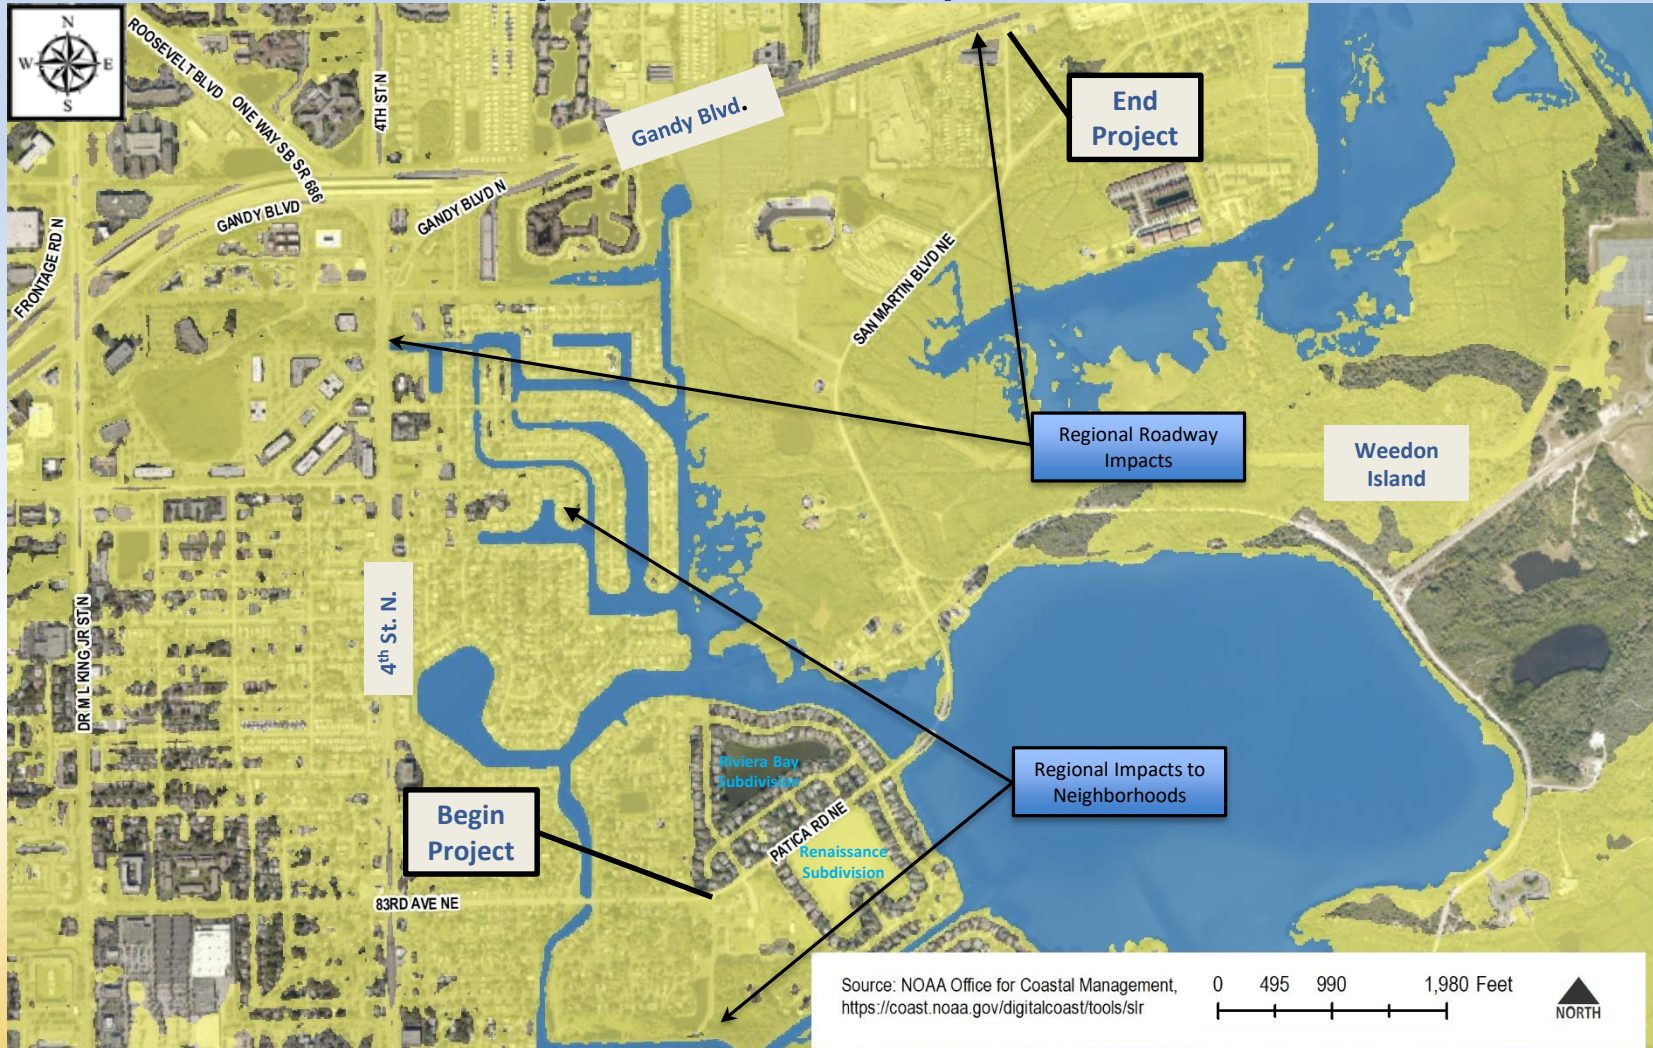 N
W E
S
ROOSEVELT BLVD ONE WAY SB SR 686
4TH ST N
Gandy Blvd.
End
Project
GANDY BLVD
GANDY BLVD N
FRONTAGE RD N
SAN MARTIN BLVD NE
Regional Roadway
Impacts
Weedon
Island
4th St. N.
DR M L KING JR ST N
Riviera Bay
Subdivision
Regional Impacts to
Neighborhoods
Begin
Project
PATICA RD NE
Renaissance
Subdivision
83RD AVE NE
Source: NOAA Office for Coastal Management,
https://coast.noaa.gov/digitalcoast/tools/slr
0 495 990 1,980 Feet
NORTH